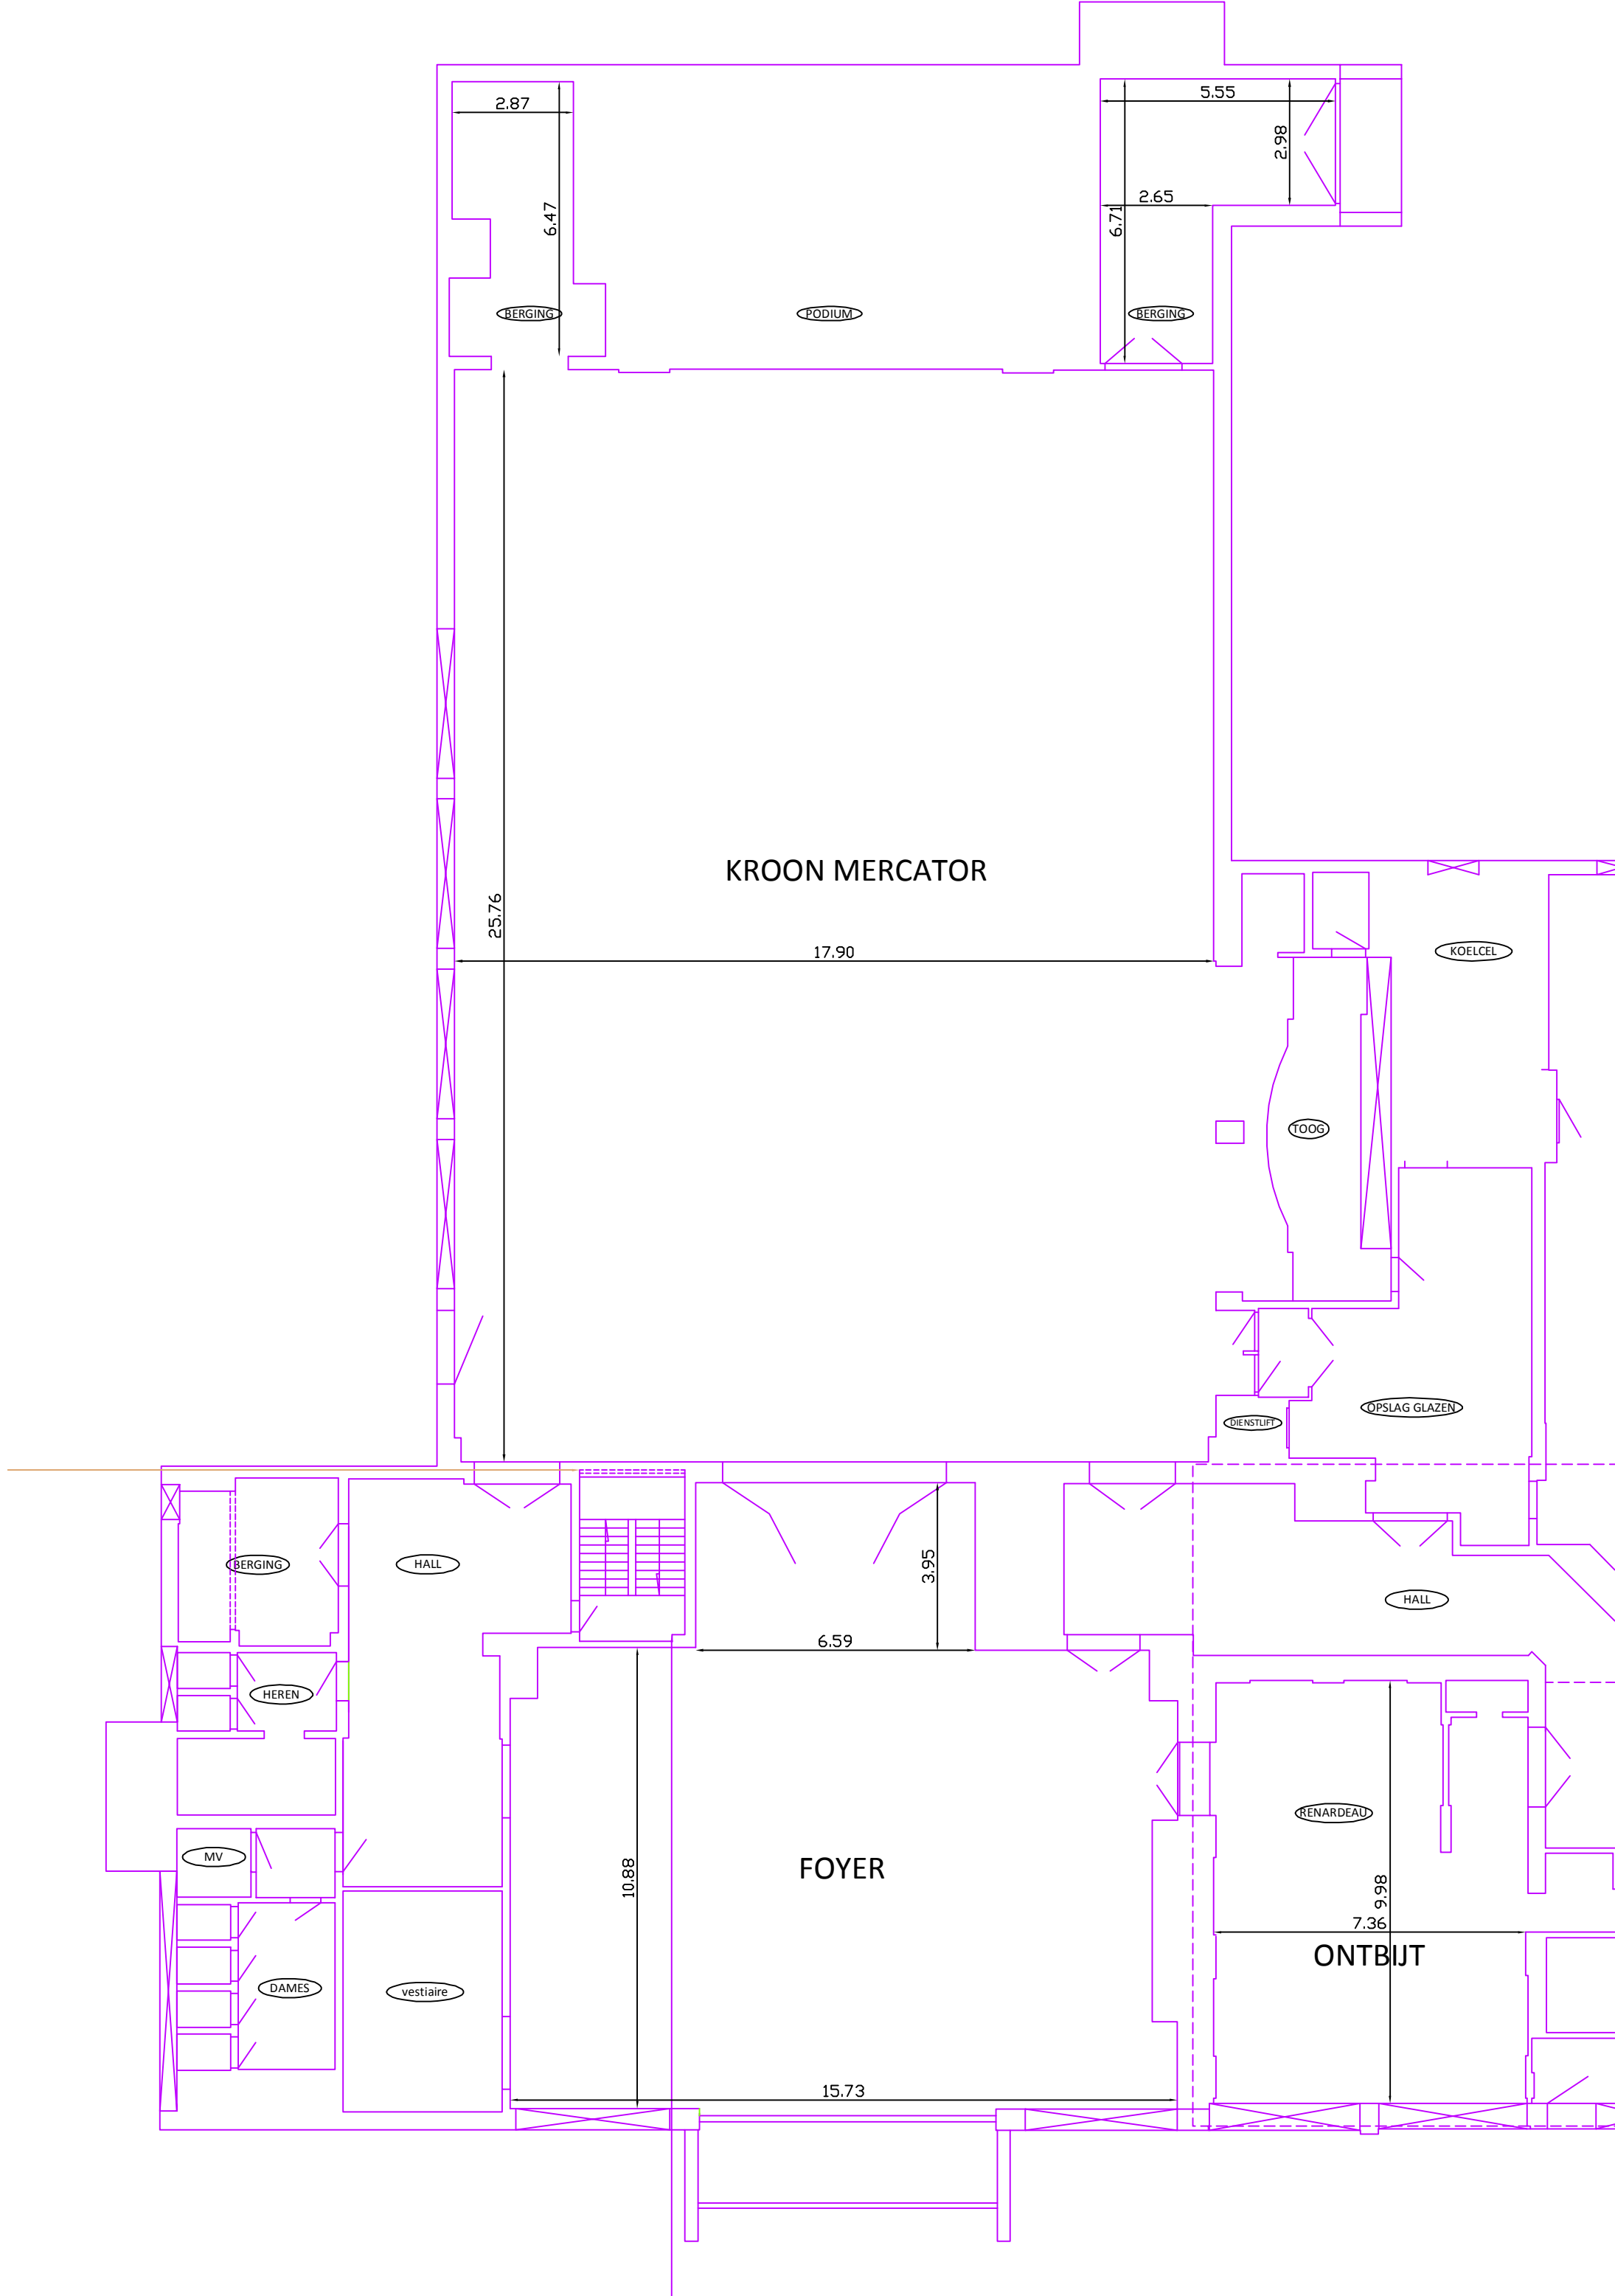 2.87
5.55
2.98
6.47
2.65
6.71
BERGING
PODIUM
BERGING
KROON MERCATOR
25.76
17.90
KOELCEL
TOOG
OPSLAG GLAZEN
DIENSTLIFT
BERGING
HALL
3.95
HALL
6.59
HEREN
RENARDEAU
MV
FOYER
10.88
9.98
7.36
ONTBIJT
DAMES
vestiaire
15.73